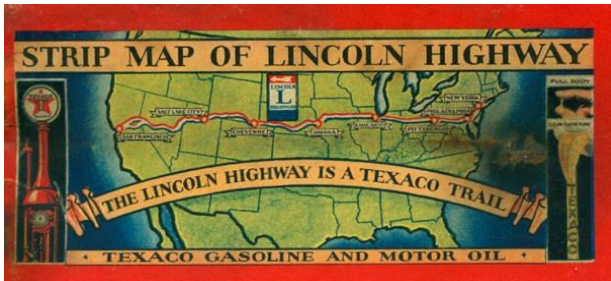 STRIP MAP OF LINCOLN HIGHWAY
TEXACO
LINCOLN
L
HIGHWAY
FULL BODY
NEW YORK
SALT LAKE CITY
PHILADELPHIA
SAN FRANCISCO
CHEYENNE
OMAHA
CHICAGO
PITTSBURGH
THE LINCOLN HIGHWAY IS A TEXACO TRAIL
TEXACO
TEXACO GASOLINE AND MOTOR OIL